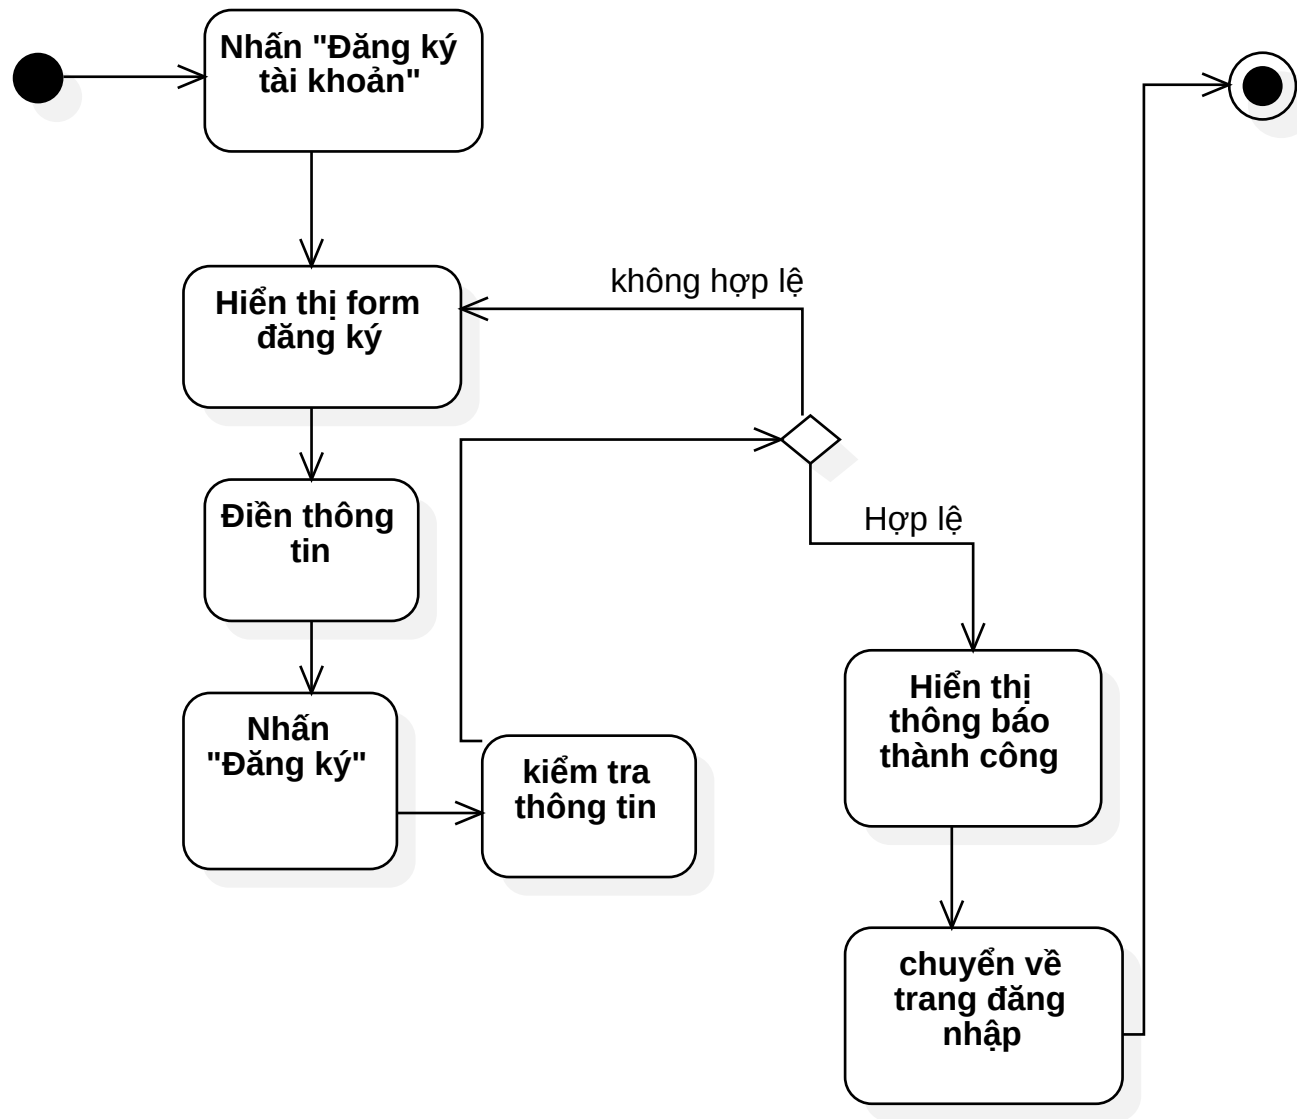 Nhấn "Đăng ký
tài khoản"
Hiển thị form
đăng ký
không hợp lệ
Điền thông
tin
Hợp lệ
Nhấn
"Đăng ký"
kiểm tra
thông tin
Hiển thị
thông báo
thành công
chuyển về
trang đăng
nhập